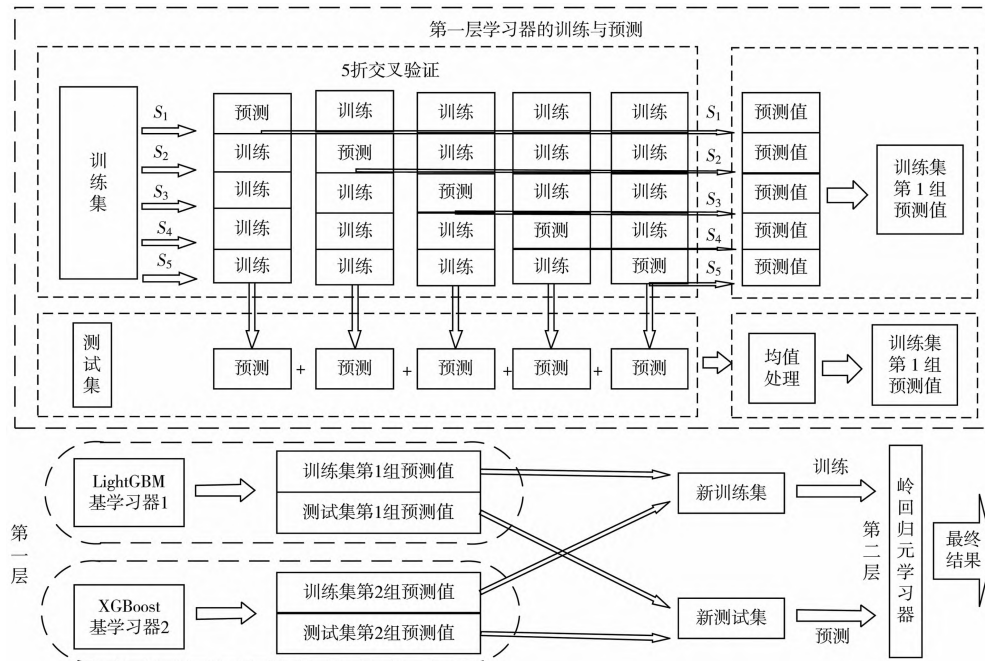 第一层学习器的训练与预测
5折交叉验证
训练集
S1
S2
S3
S4
S5
预测 训练 训练 训练 训练
训练 预测 训练 训练 训练
训练 训练 预测 训练 训练
训练 训练 训练 预测 训练
训练 训练 训练 训练 预测
S1
S2
S3
S4
S5
预测值
预测值
预测值
预测值
预测值
训练集
第1组
预测值
测试集
预测 + 预测 + 预测 + 预测 + 预测
均值
处理
训练集
第1组
预测值
第一层
LightGBM
基学习器1
训练集第1组预测值
测试集第1组预测值
XGBoost
基学习器2
训练集第2组预测值
测试集第2组预测值
新训练集
新测试集
训练
预测
第二层
岭回归元学习器
最终
结果